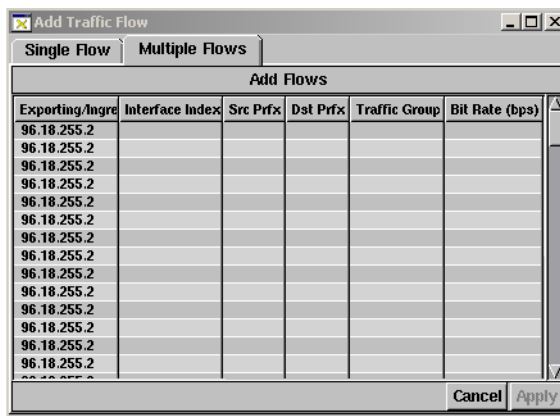 Add Traffic Flow
Single Flow Multiple Flows
Add Flows
Exporting/Ingre Interface Index Src Prfx Dst Prfx Traffic Group Bit Rate (bps)
96.18.255.2
96.18.255.2
96.18.255.2
96.18.255.2
96.18.255.2
96.18.255.2
96.18.255.2
96.18.255.2
96.18.255.2
96.18.255.2
96.18.255.2
96.18.255.2
96.18.255.2
96.18.255.2
Cancel Apply